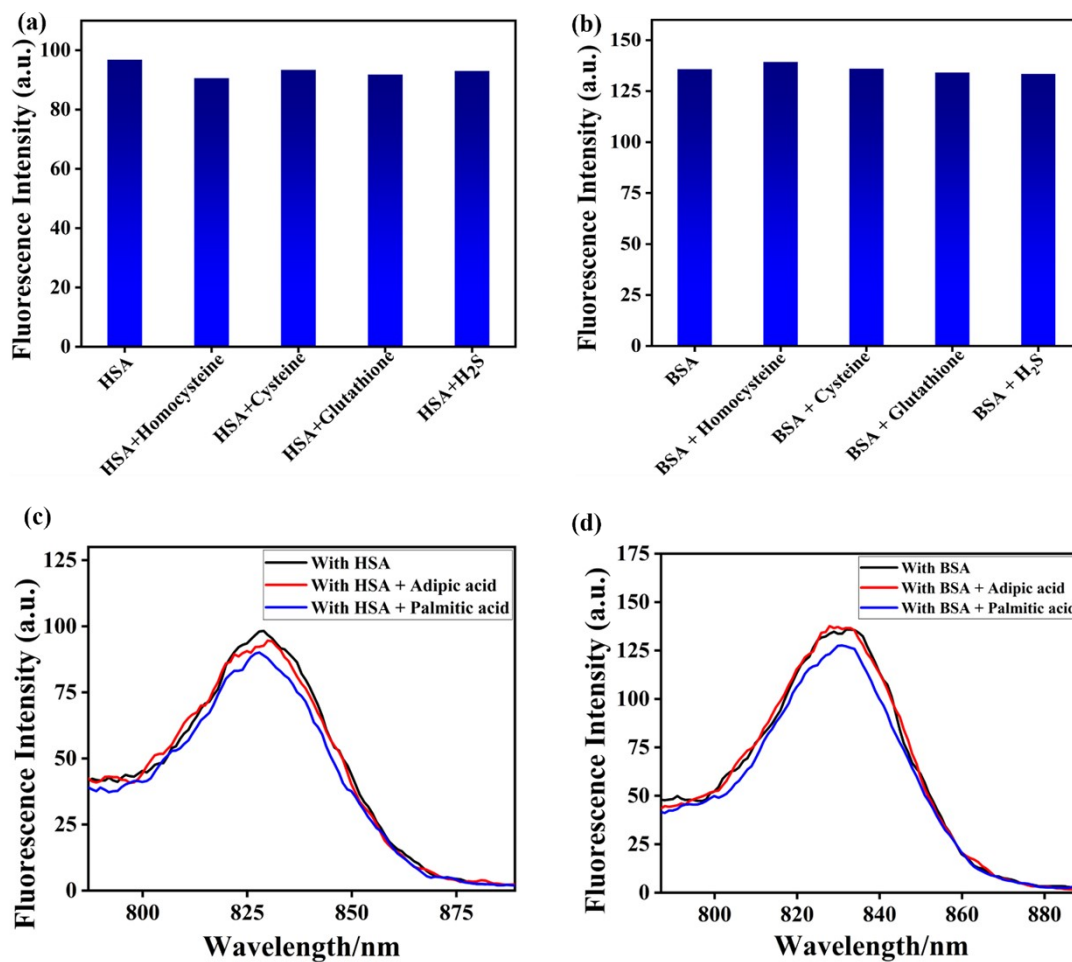 (a)
Fluorescence Intensity (a.u.)
100
80
60
40
20
0
HSA
HSA+Homocysteine
HSA+Cysteine
HSA+Glutathione
HSA+H₂S
(b)
Fluorescence Intensity (a.u.)
150
125
100
75
50
25
0
BSA
BSA + Homocysteine
BSA + Cysteine
BSA + Glutathione
BSA + H₂S
(c)
Fluorescence Intensity (a.u.)
125
100
75
50
25
0
With HSA
With HSA + Adipic acid
With HSA + Palmitic acid
800
825
850
875
Wavelength/nm
(d)
Fluorescence Intensity (a.u.)
175
150
125
100
75
50
25
0
With BSA
With BSA + Adipic acid
With BSA + Palmitic acid
800
820
840
860
880
Wavelength/nm